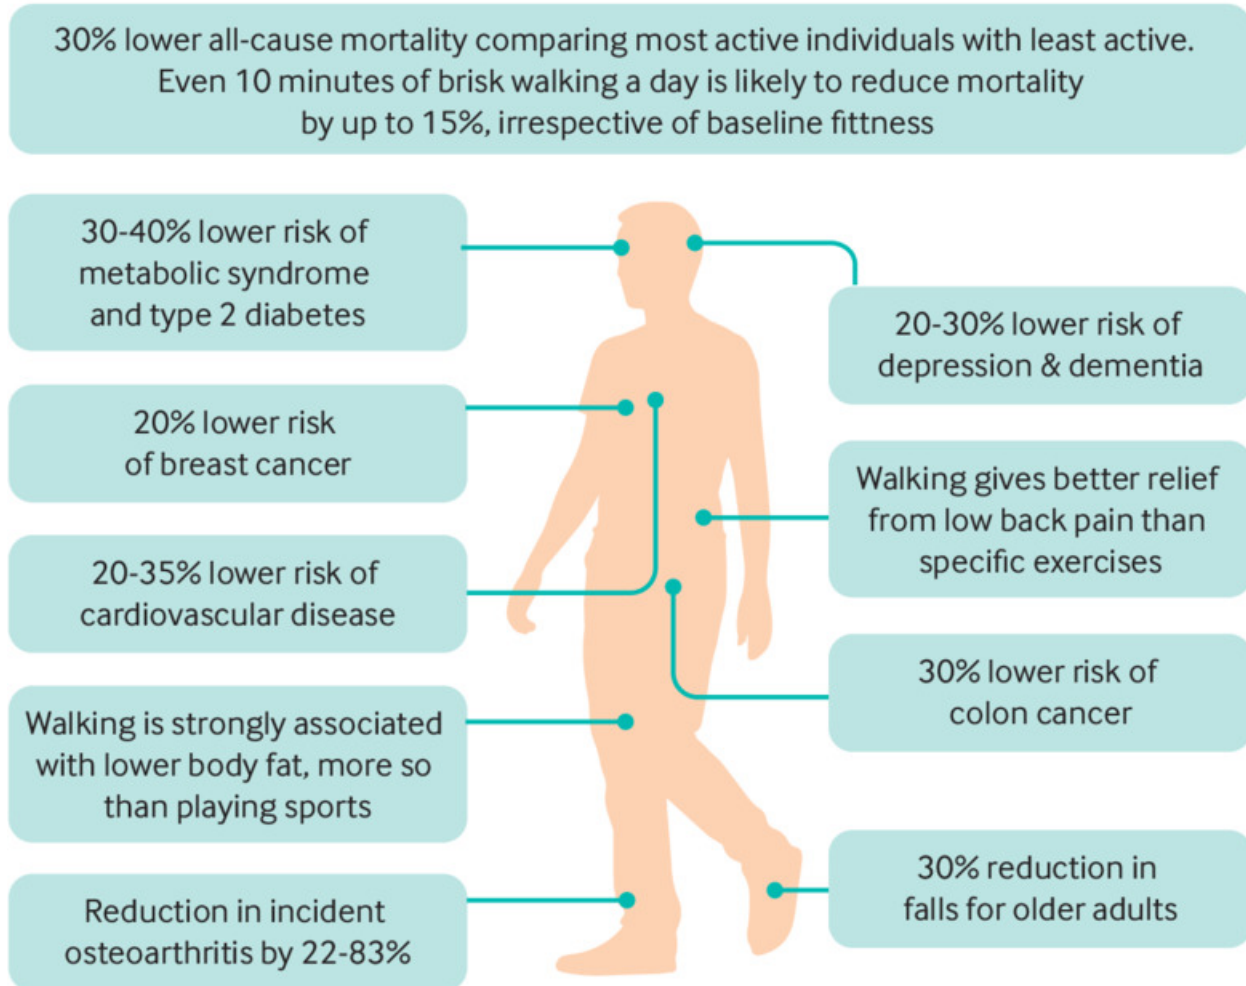 30% lower all-cause mortality comparing most active individuals with least active.
Even 10 minutes of brisk walking a day is likely to reduce mortality
by up to 15%, irrespective of baseline fittness
30-40% lower risk of
metabolic syndrome
and type 2 diabetes
20% lower risk
of breast cancer
20-35% lower risk of
cardiovascular disease
Walking is strongly associated
with lower body fat, more so
than playing sports
Reduction in incident
osteoarthritis by 22-83%
20-30% lower risk of
depression & dementia
Walking gives better relief
from low back pain than
specific exercises
30% lower risk of
colon cancer
30% reduction in
falls for older adults